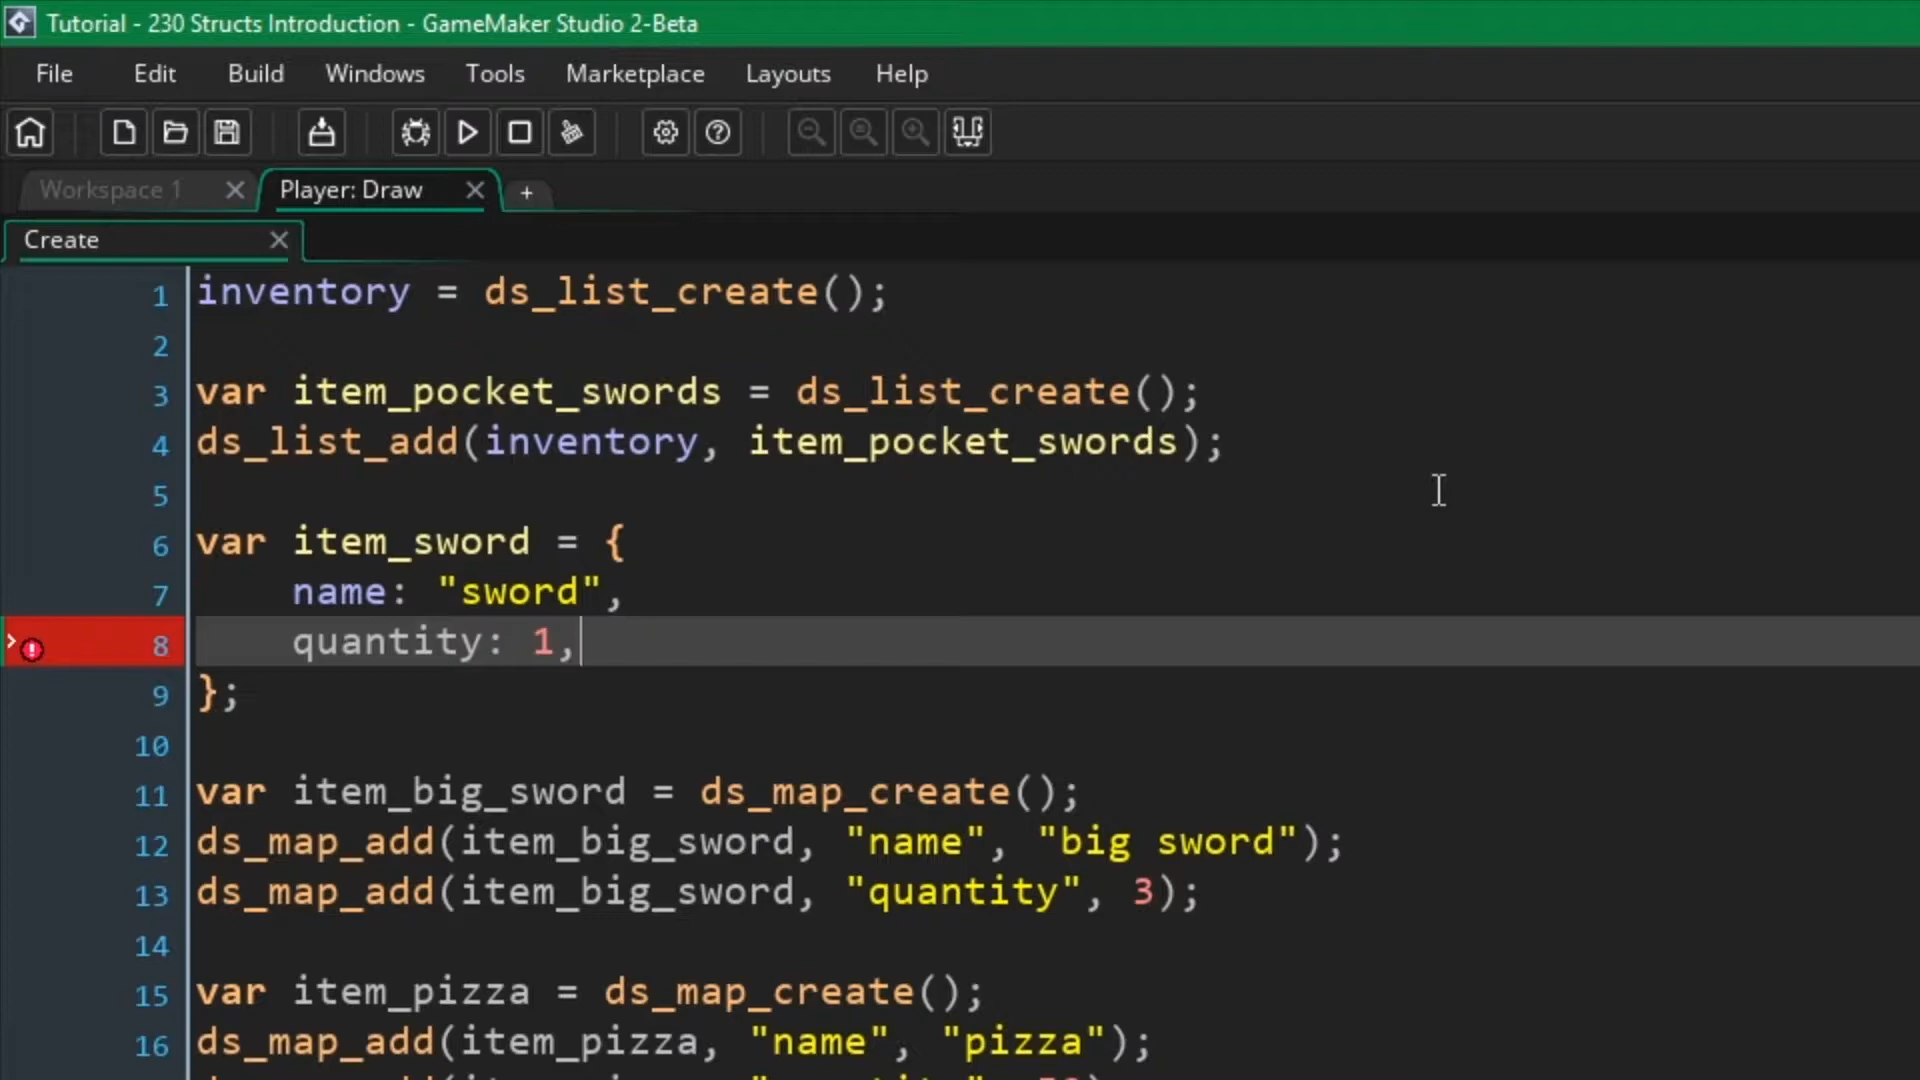 Tutorial - 230 Structs Introduction - GameMaker Studio 2-Beta
File Edit Build Windows Tools Marketplace Layouts Help
Workspace 1 Player: Draw +
Create
1 inventory = ds_list_create();
2
3 var item_pocket_swords = ds_list_create();
4 ds_list_add(inventory, item_pocket_swords);
5
6 var item_sword = {
7 name: "sword",
8 quantity: 1,
9 };
10
11 var item_big_sword = ds_map_create();
12 ds_map_add(item_big_sword, "name", "big sword");
13 ds_map_add(item_big_sword, "quantity", 3);
14
15 var item_pizza = ds_map_create();
16 ds_map_add(item_pizza, "name", "pizza");